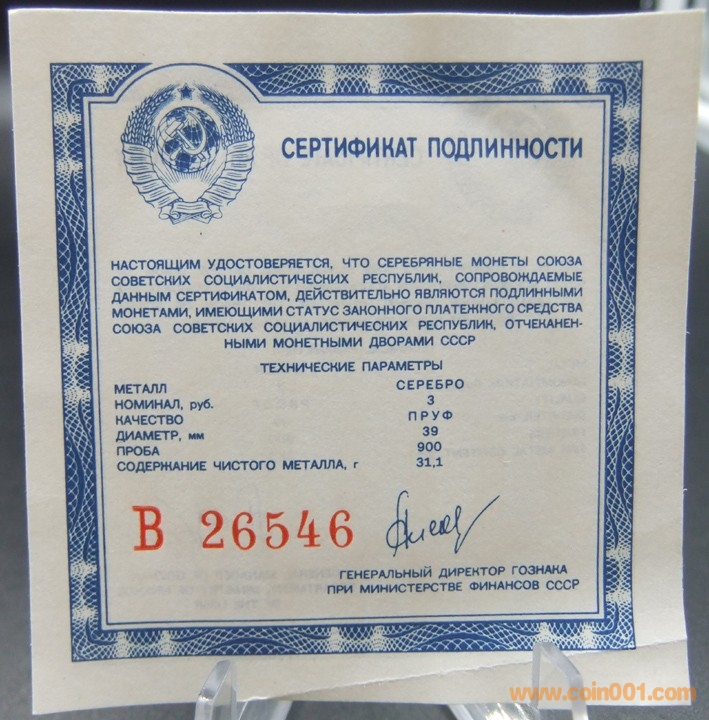 СЕРТИФИКАТ ПОДЛИННОСТИ
НАСТОЯЩИМ УДОСТОВЕРЯЕТСЯ, ЧТО СЕРЕБРЯНЫЕ МОНЕТЫ СОЮЗА
СОВЕТСКИХ СОЦИАЛИСТИЧЕСКИХ РЕСПУБЛИК, СОПРОВОЖДАЕМЫЕ
ДАННЫМ СЕРТИФИКАТОМ, ДЕЙСТВИТЕЛЬНО ЯВЛЯЮТСЯ ПОДЛИННЫМИ
МОНЕТАМИ, ИМЕЮЩИМИ СТАТУС ЗАКОННОГО ПЛАТЕЖНОГО СРЕДСТВА
СОЮЗА СОВЕТСКИХ СОЦИАЛИСТИЧЕСКИХ РЕСПУБЛИК, ОТЧЕКАНЕН-
НЫМИ МОНЕТНЫМИ ДВОРАМИ СССР
ТЕХНИЧЕСКИЕ ПАРАМЕТРЫ
МЕТАЛЛ СЕРЕБРО
НОМИНАЛ, руб. 3
КАЧЕСТВО ПРУФ
ДИАМЕТР, мм 39
ПРОБА 900
СОДЕРЖАНИЕ ЧИСТОГО МЕТАЛЛА, г 31,1
В 26546
ГЕНЕРАЛЬНЫЙ ДИРЕКТОР ГОЗНАКА
ПРИ МИНИСТЕРСТВЕ ФИНАНСОВ СССР
www.coin001.com